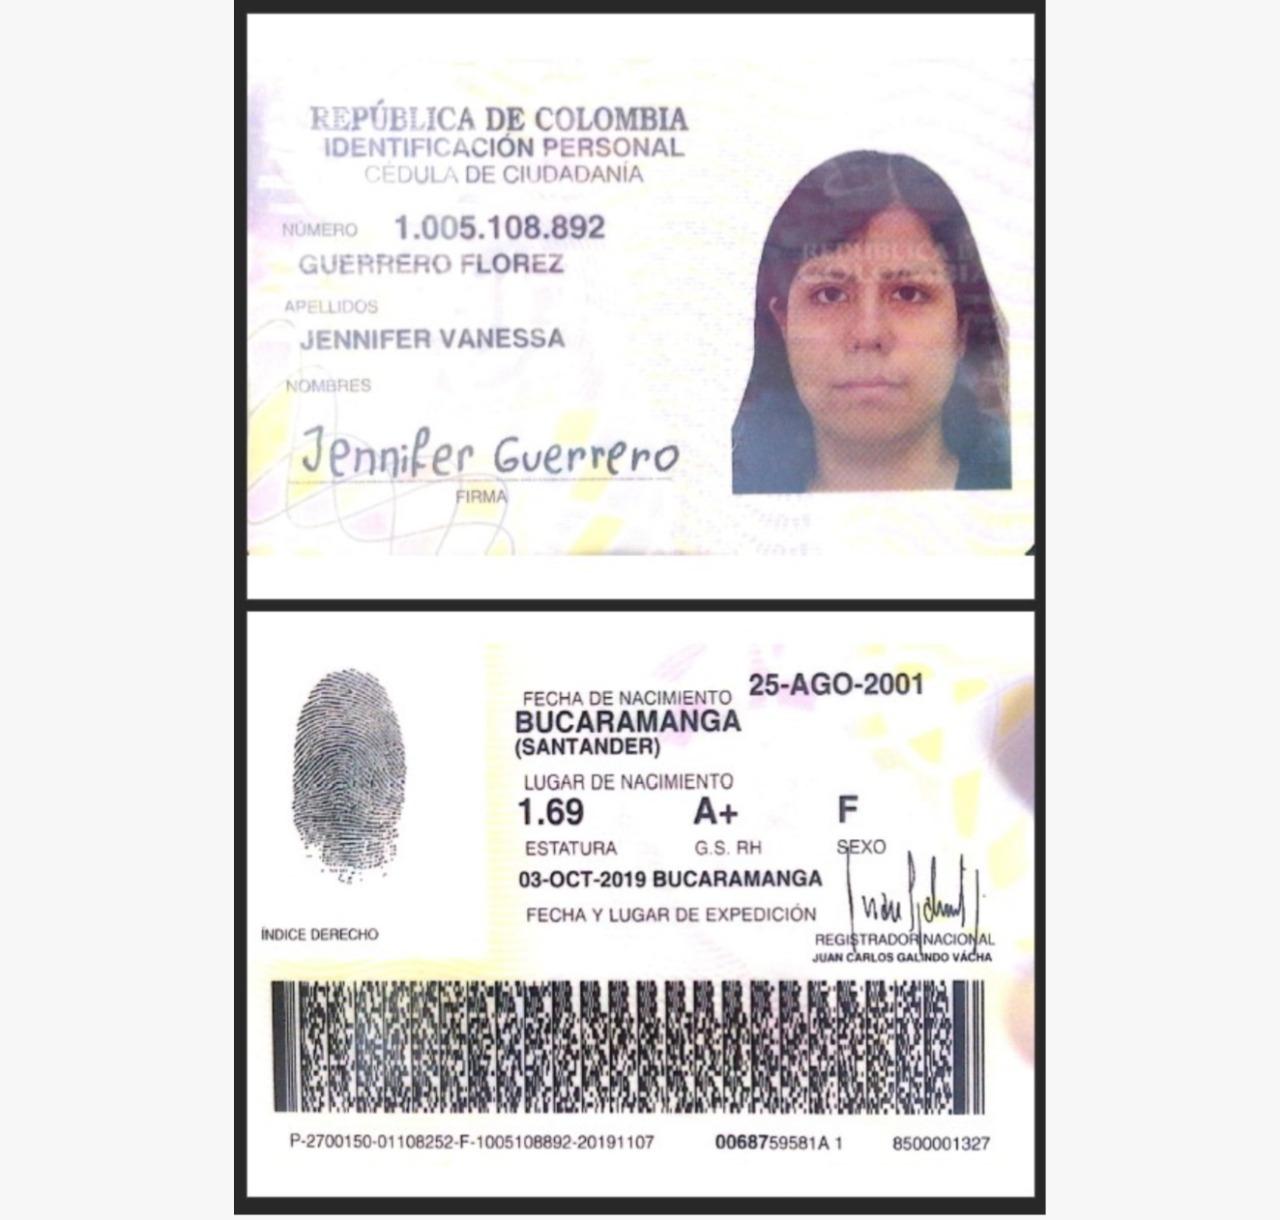 REPÚBLICA DE COLOMBIA
IDENTIFICACIÓN PERSONAL
CÉDULA DE CIUDADANÍA
NÚMERO 1.005.108.892
GUERRERO FLOREZ
APELLIDOS
JENNIFER VANESSA
NOMBRES
Jennifer Guerrero
FIRMA
REPÚBLICA D
FECHA DE NACIMIENTO 25-AGO-2001
BUCARAMANGA
(SANTANDER)
LUGAR DE NACIMIENTO
1.69 A+ F
ESTATURA G.S. RH SEXO
03-OCT-2019 BUCARAMANGA
FECHA Y LUGAR DE EXPEDICIÓN
ÍNDICE DERECHO
REGISTRADOR NACIONAL
JUAN CARLOS GALINDO VÁCHA
P-2700150-01108252-F-1005108892-20191107 0068759581A 1 8500001327